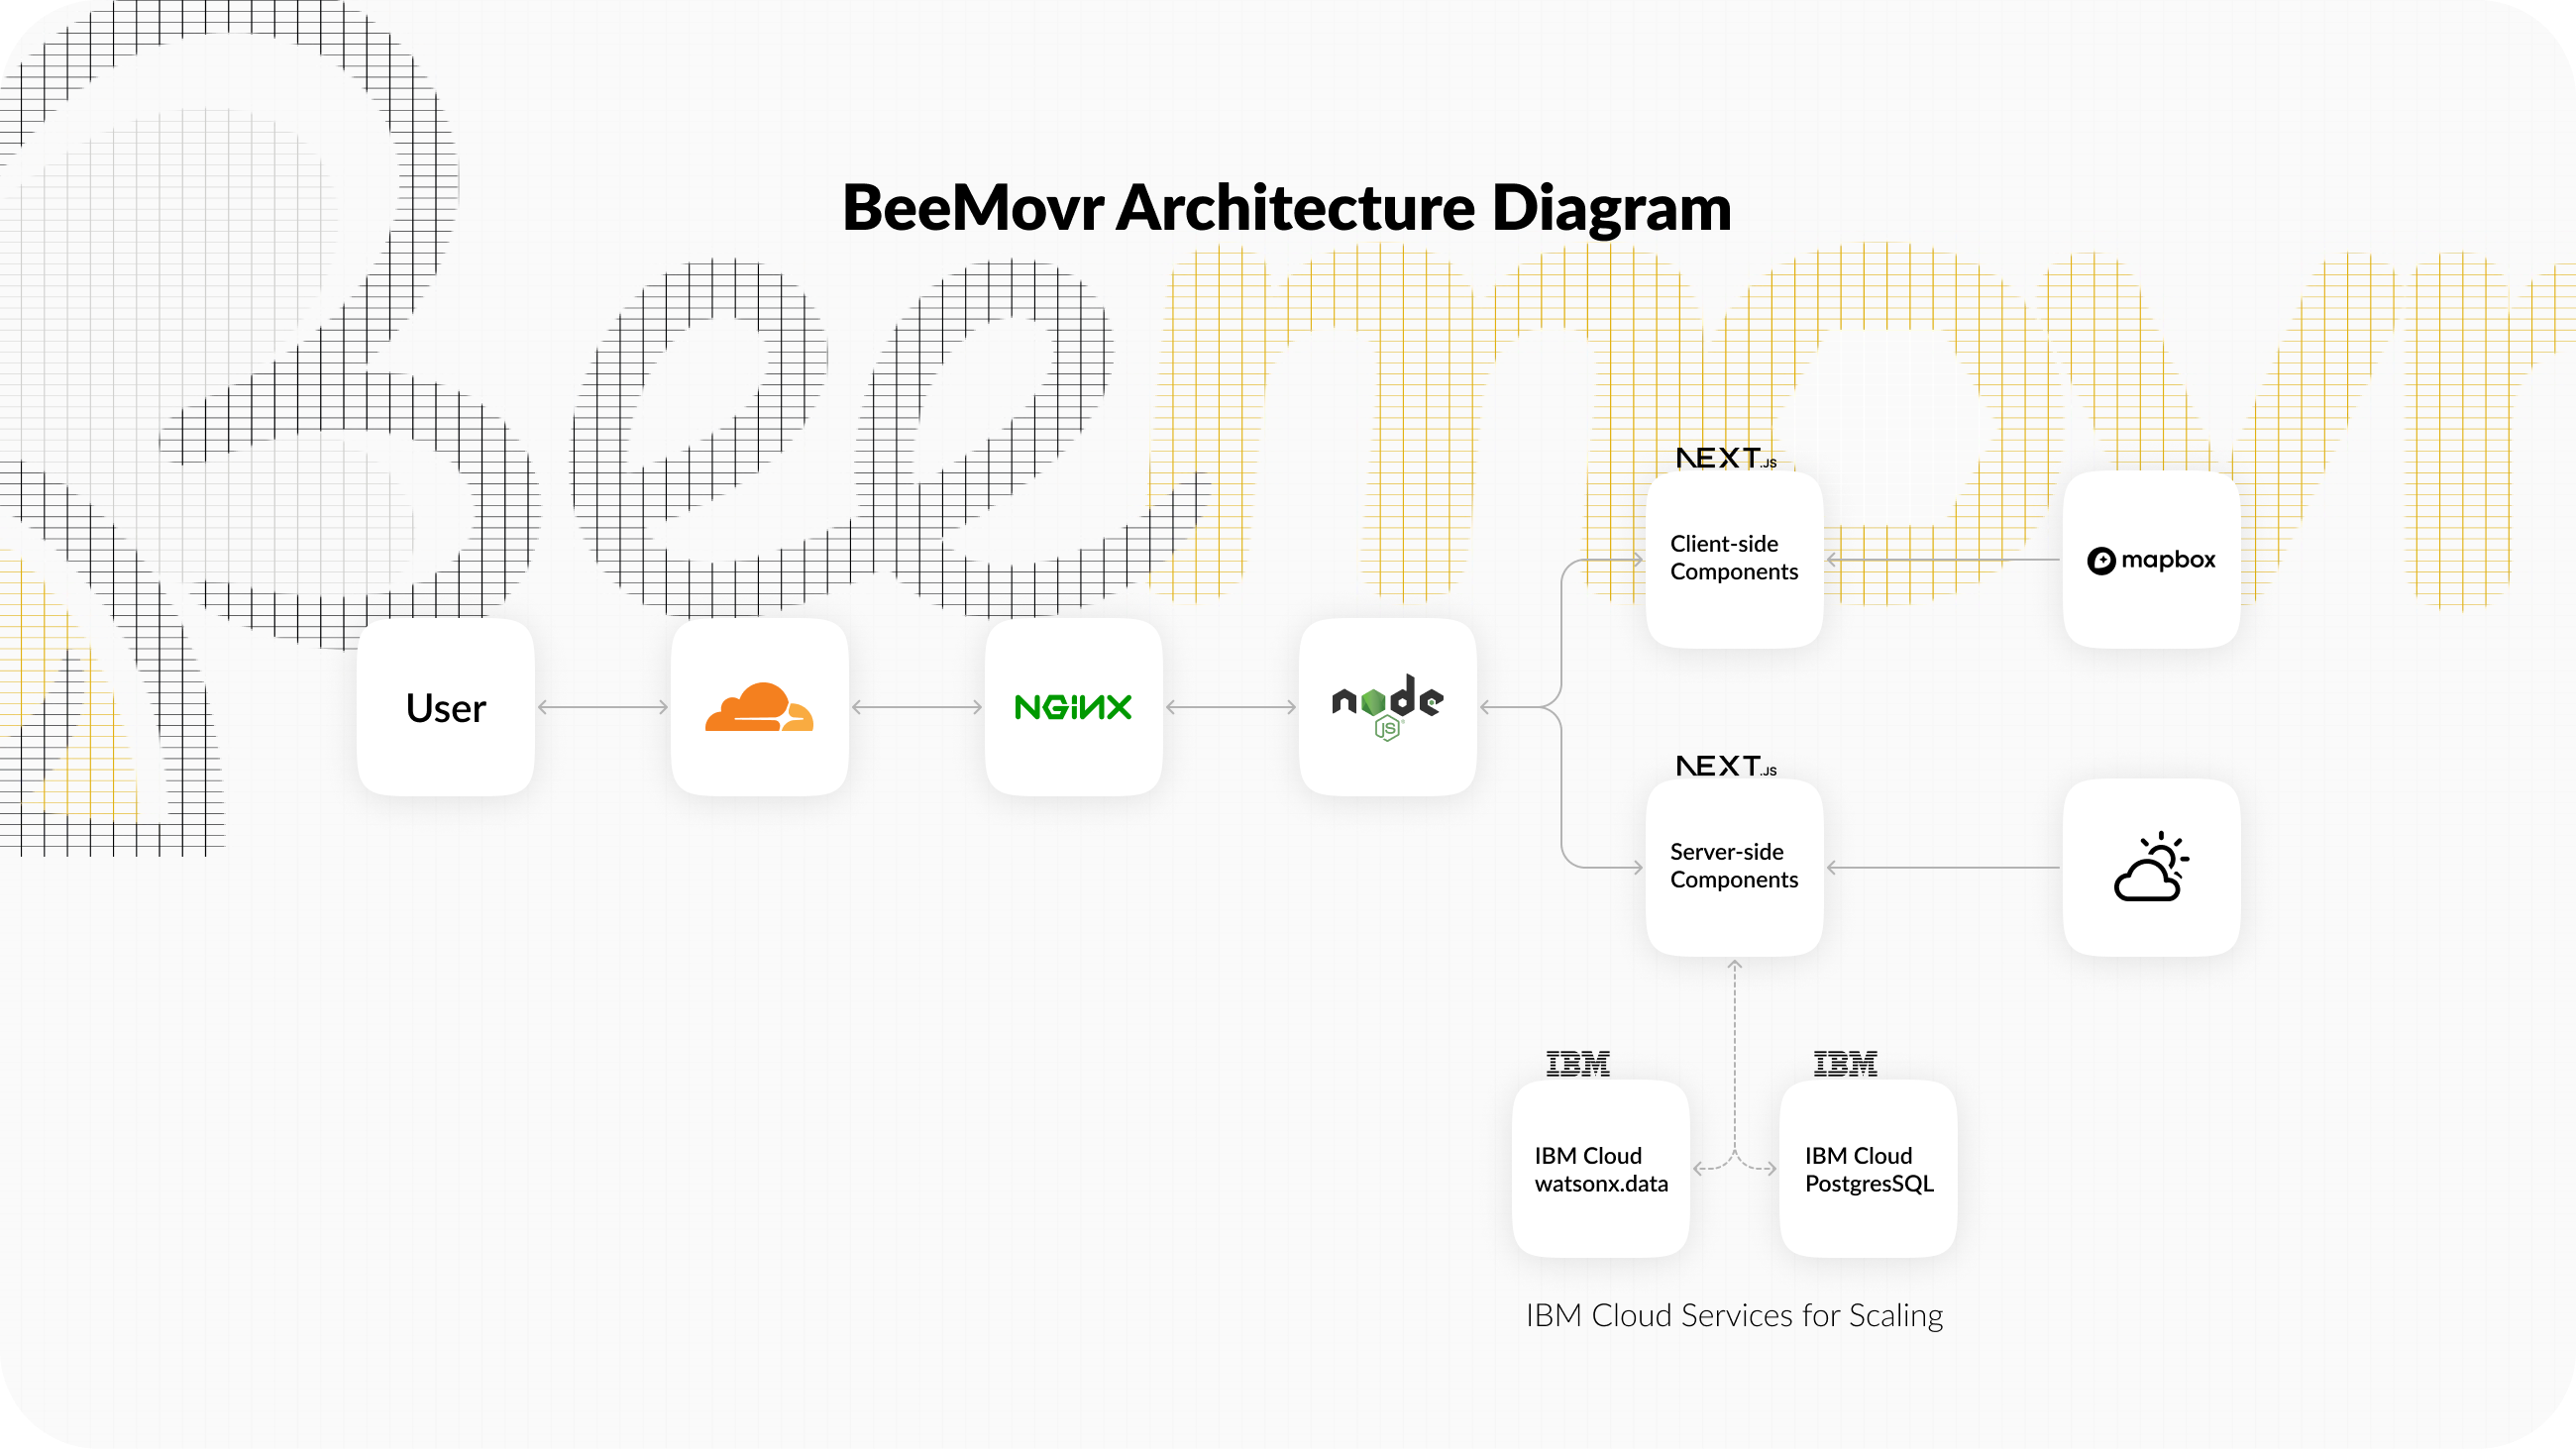 BeeMovr Architecture Diagram
Beemovr
NEXT.JS
Client-side
Components
mapbox
User
NGiNX
node
JS
NEXT.JS
Server-side
Components
IBM
IBM
IBM Cloud
watsonx.data
IBM Cloud
PostgresSQL
IBM Cloud Services for Scaling